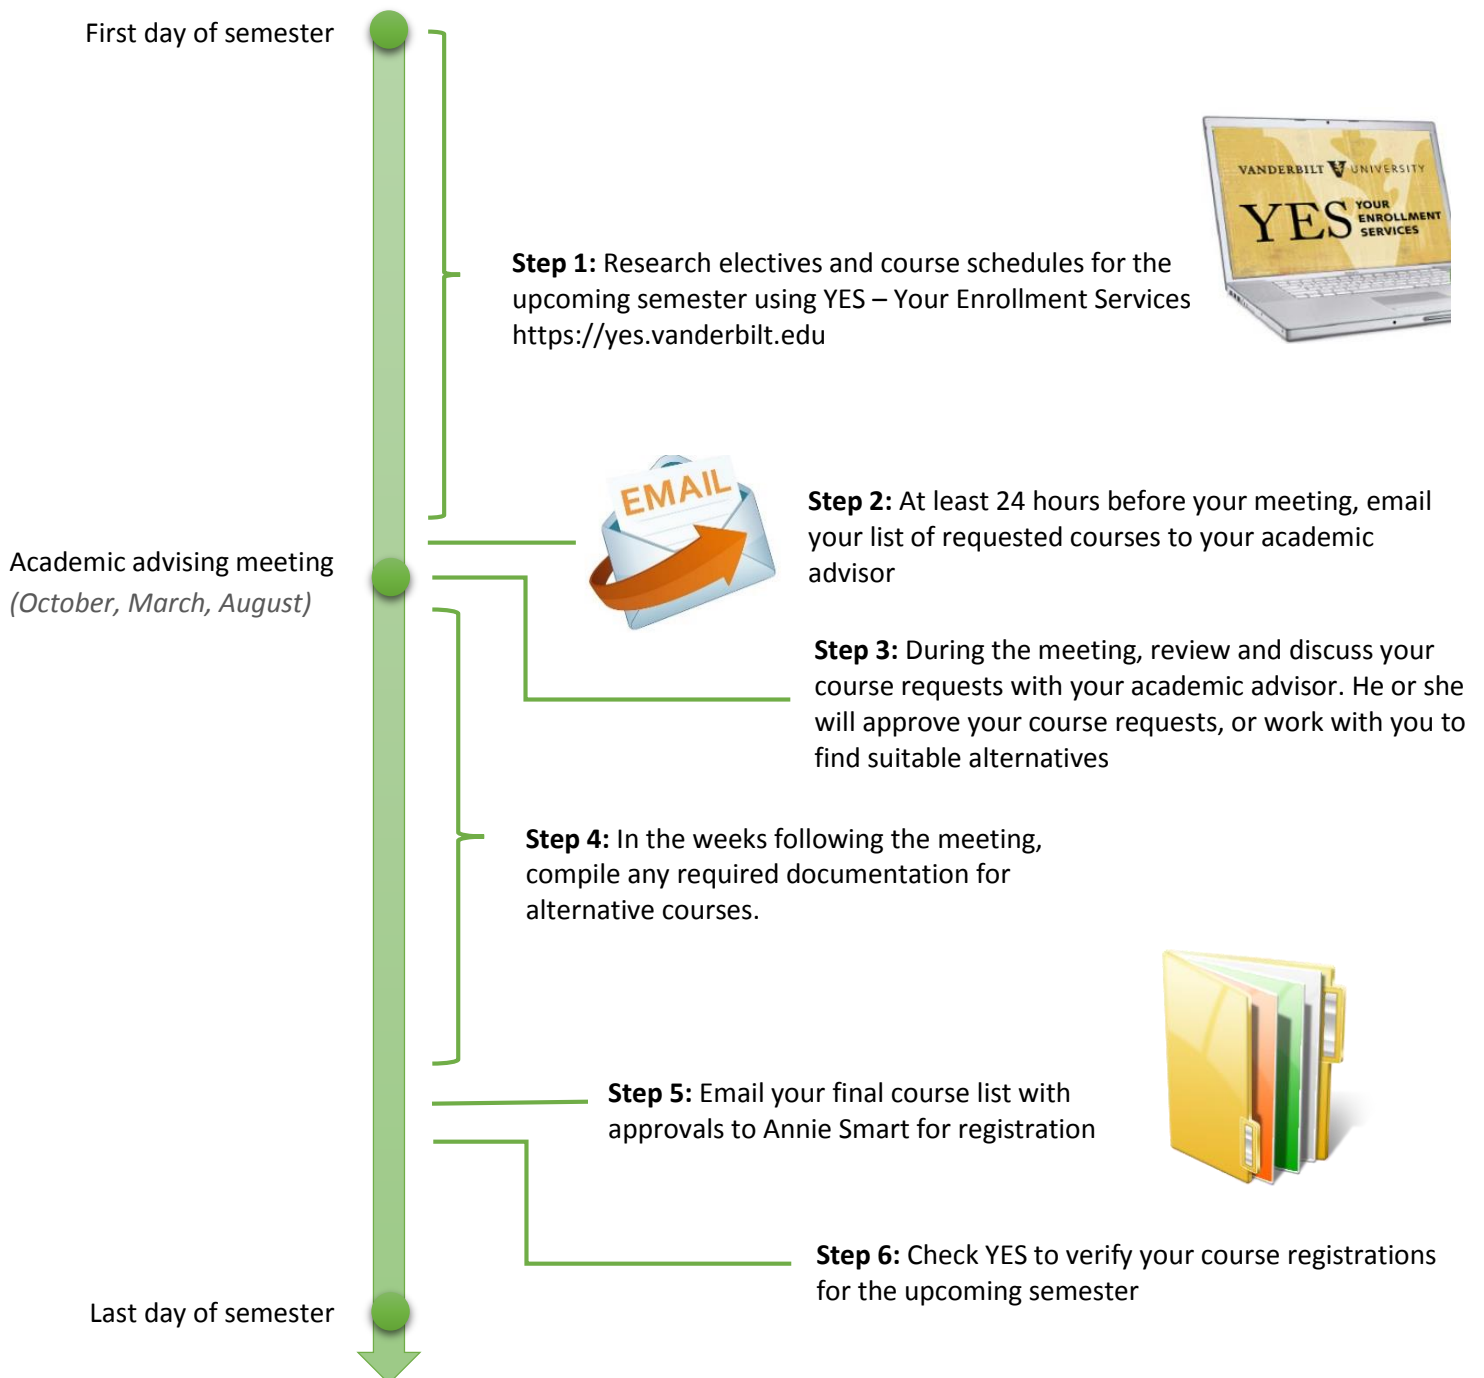 First day of semester
VANDERBILT V UNIVERSITY
YES YOUR
ENROLLMENT
SERVICES
Step 1: Research electives and course schedules for the
upcoming semester using YES – Your Enrollment Services
https://yes.vanderbilt.edu
EMAIL
Step 2: At least 24 hours before your meeting, email
your list of requested courses to your academic
advisor
Academic advising meeting
(October, March, August)
Step 3: During the meeting, review and discuss your
course requests with your academic advisor. He or she
will approve your course requests, or work with you to
find suitable alternatives
Step 4: In the weeks following the meeting,
compile any required documentation for
alternative courses.
Step 5: Email your final course list with
approvals to Annie Smart for registration
Step 6: Check YES to verify your course registrations
for the upcoming semester
Last day of semester